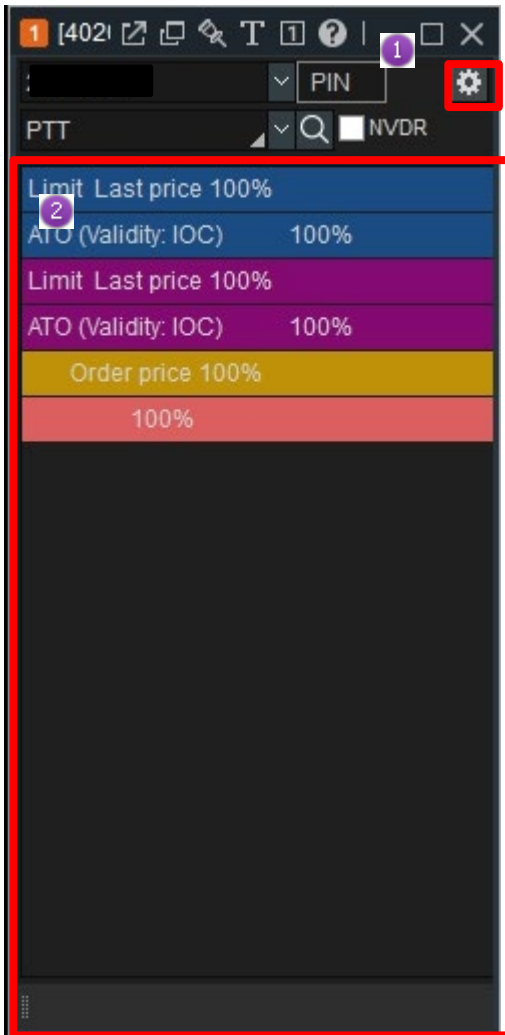 1 [402 T 1 ? 1
PIN
PTT NVDR
Limit Last price 100%
2
ATO (Validity: IOC) 100%
Limit Last price 100%
ATO (Validity: IOC) 100%
Order price 100%
100%